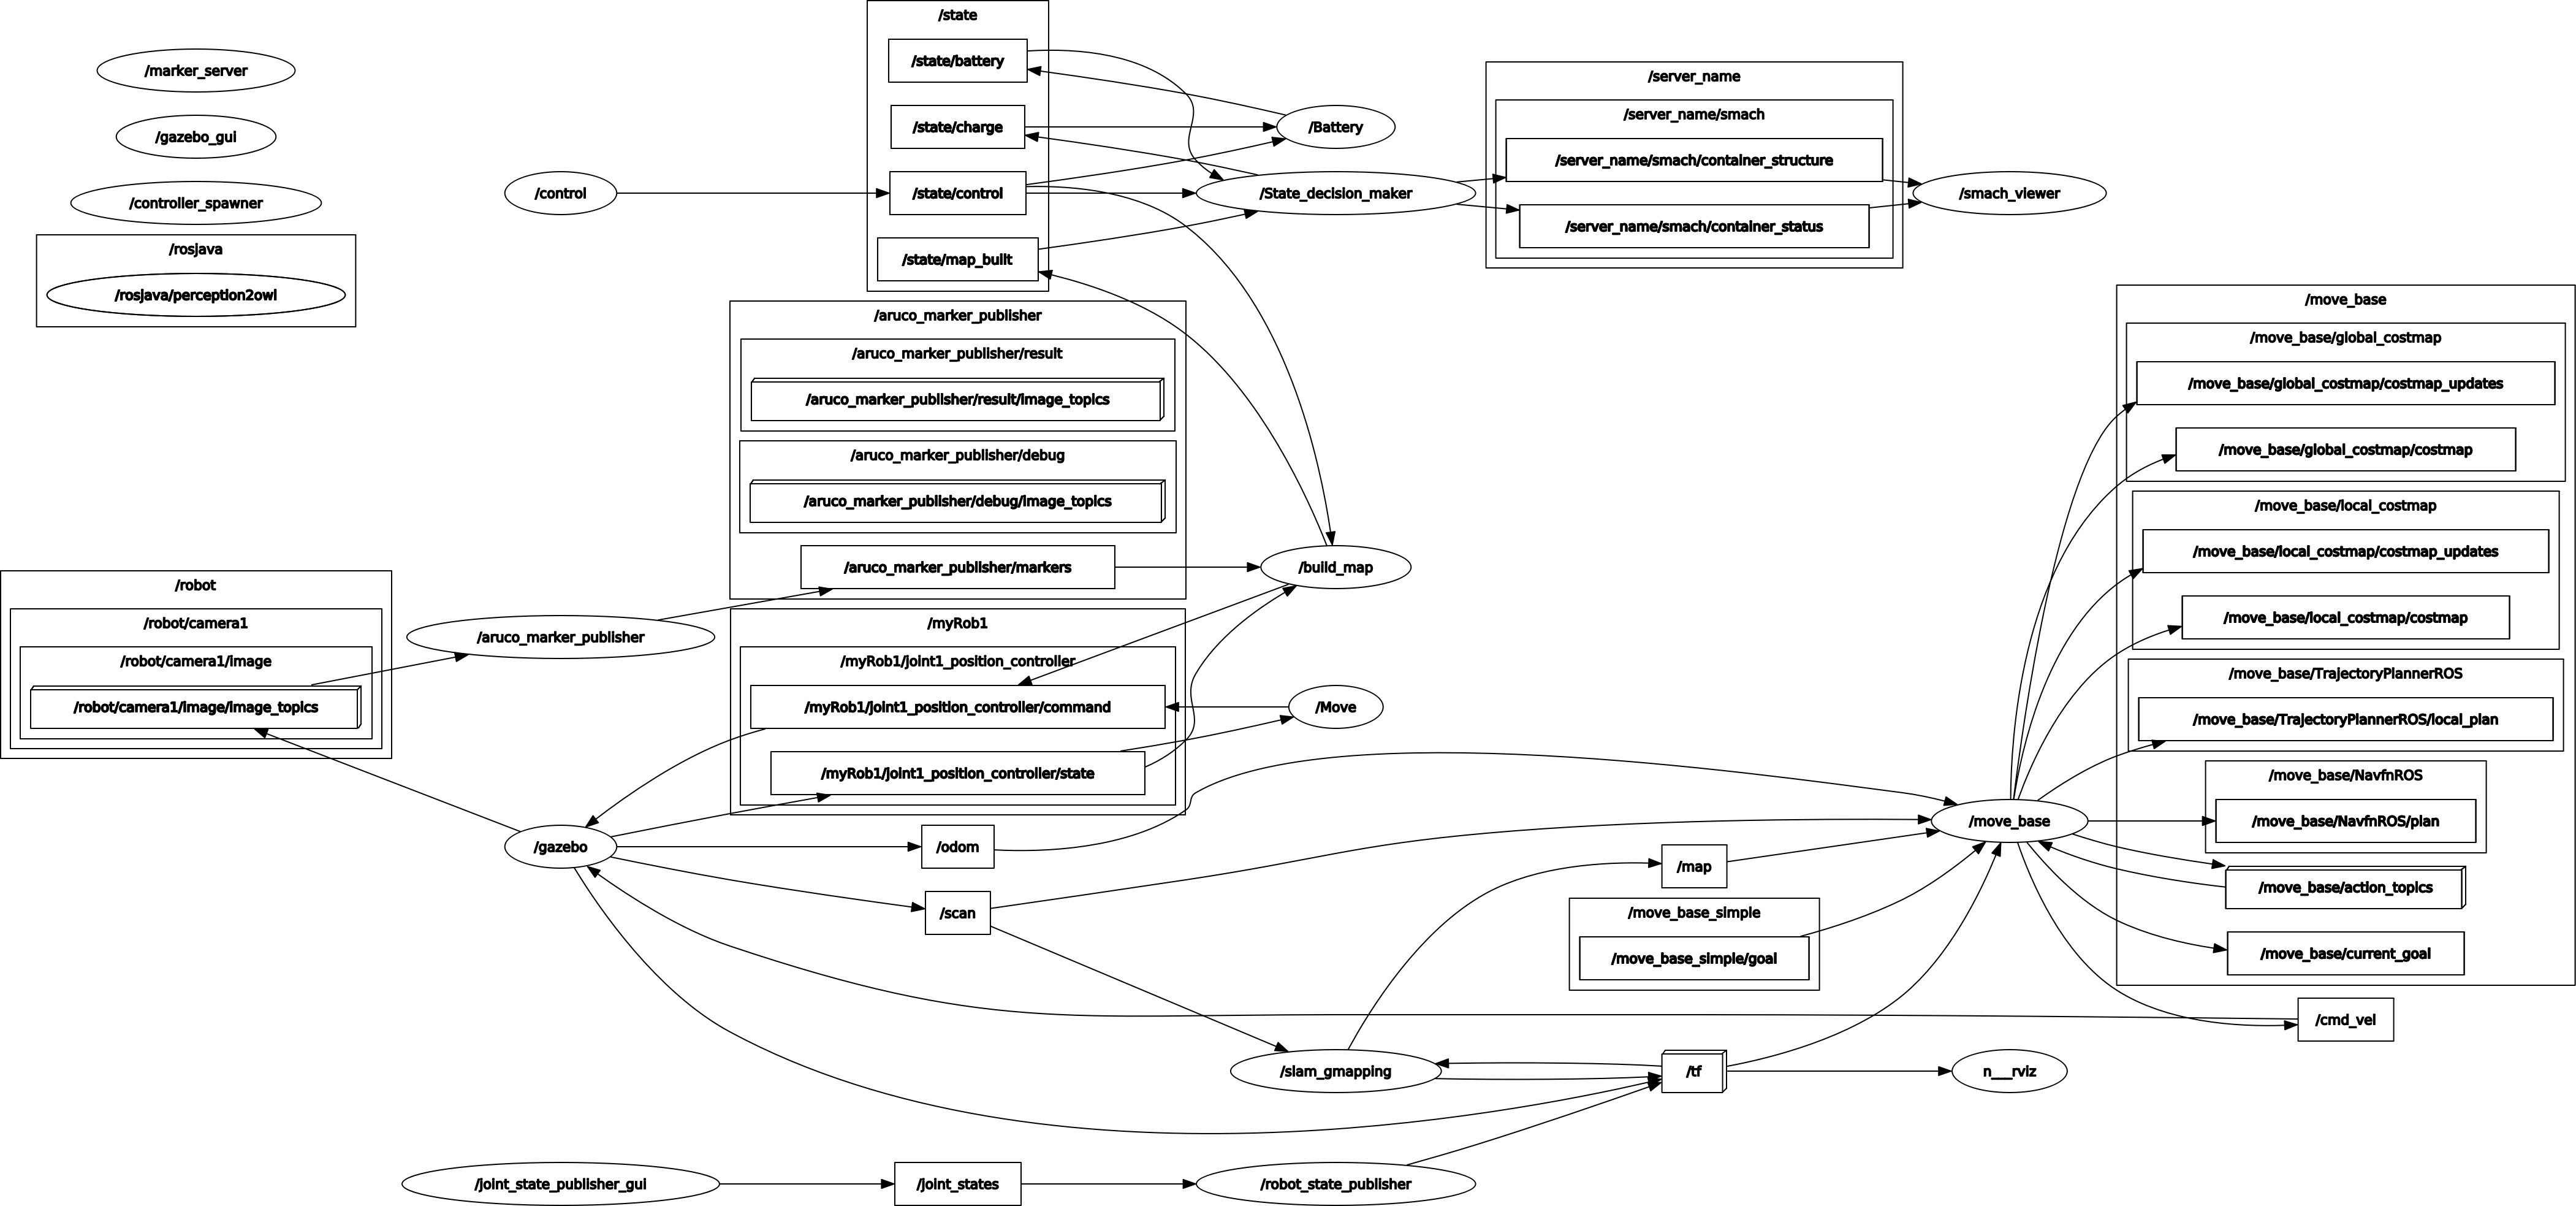 /marker_server
/gazebo_gui
/controller_spawner
/rosjava
/rosjava/perception2owl
/control
/state
/state/battery
/state/charge
/state/control
/state/map_built
/Battery
/State_decision_maker
/server_name
/server_name/smach
/server_name/smach/container_structure
/server_name/smach/container_status
/smach_viewer
/aruco_marker_publisher
/aruco_marker_publisher/result
/aruco_marker_publisher/result/image_topics
/aruco_marker_publisher/debug
/aruco_marker_publisher/debug/image_topics
/aruco_marker_publisher/markers
/build_map
/robot
/robot/camera1
/robot/camera1/image
/robot/camera1/image/image_topics
/aruco_marker_publisher
/myRob1
/myRob1/joint1_position_controller
/myRob1/joint1_position_controller/command
/myRob1/joint1_position_controller/state
/Move
/gazebo
/odom
/scan
/map
/move_base_simple
/move_base_simple/goal
/move_base
/move_base
/move_base/global_costmap
/move_base/global_costmap/costmap_updates
/move_base/global_costmap/costmap
/move_base/local_costmap
/move_base/local_costmap/costmap_updates
/move_base/local_costmap/costmap
/move_base/TrajectoryPlannerROS
/move_base/TrajectoryPlannerROS/local_plan
/move_base/NavfnROS
/move_base/NavfnROS/plan
/move_base/action_topics
/move_base/current_goal
/cmd_vel
/slam_gmapping
/tf
n___rviz
/joint_state_publisher_gui
/joint_states
/robot_state_publisher